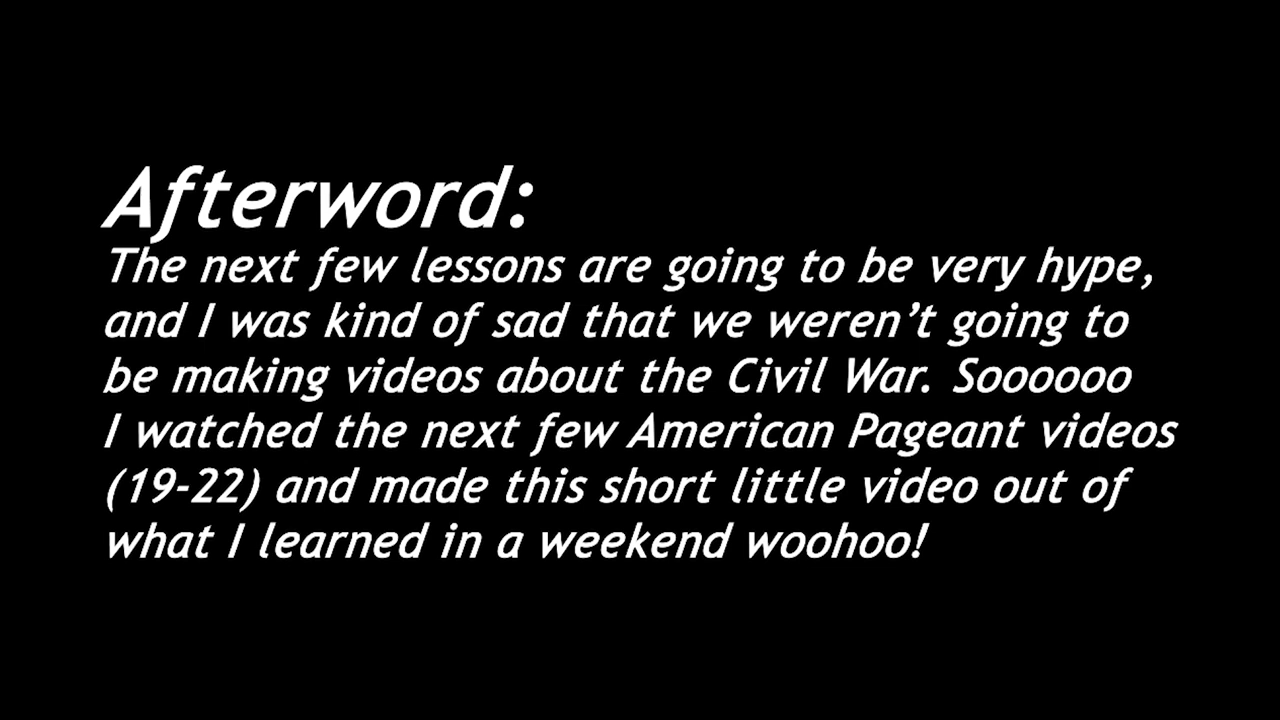 Afterword:
The next few lessons are going to be very hype,
and I was kind of sad that we weren’t going to
be making videos about the Civil War. Soooooo
I watched the next few American Pageant videos
(19-22) and made this short little video out of
what I learned in a weekend woohoo!